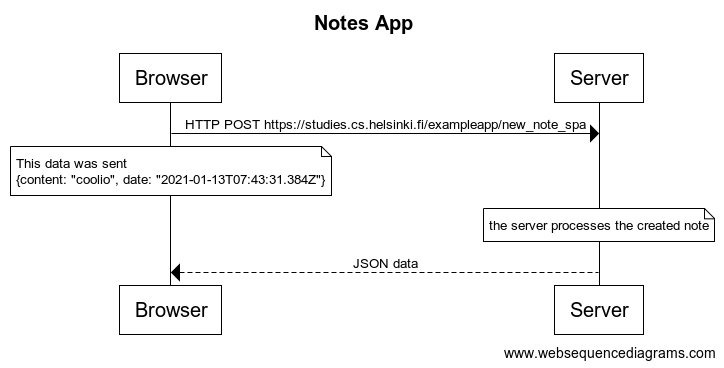 Notes App
Browser
Server
HTTP POST https://studies.cs.helsinki.fi/exampleapp/new_note_spa
This data was sent
{content: "coolio", date: "2021-01-13T07:43:31.384Z"}
the server processes the created note
JSON data
Browser
Server
www.websequencediagrams.com